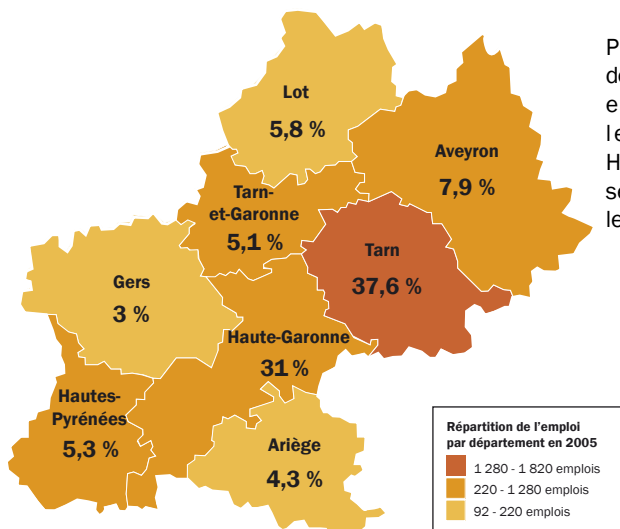 Lot
5,8 %
Aveyron
7,9 %
Tarn-
et-Garonne
5,1 %
Tarn
37,6 %
Gers
3 %
Haute-Garonne
31 %
Hautes-
Pyrénées
5,3 %
Ariège
4,3 %
Répartition de l’emploi
par département en 2005
1 280 - 1 820 emplois
220 - 1 280 emplois
92 - 220 emplois